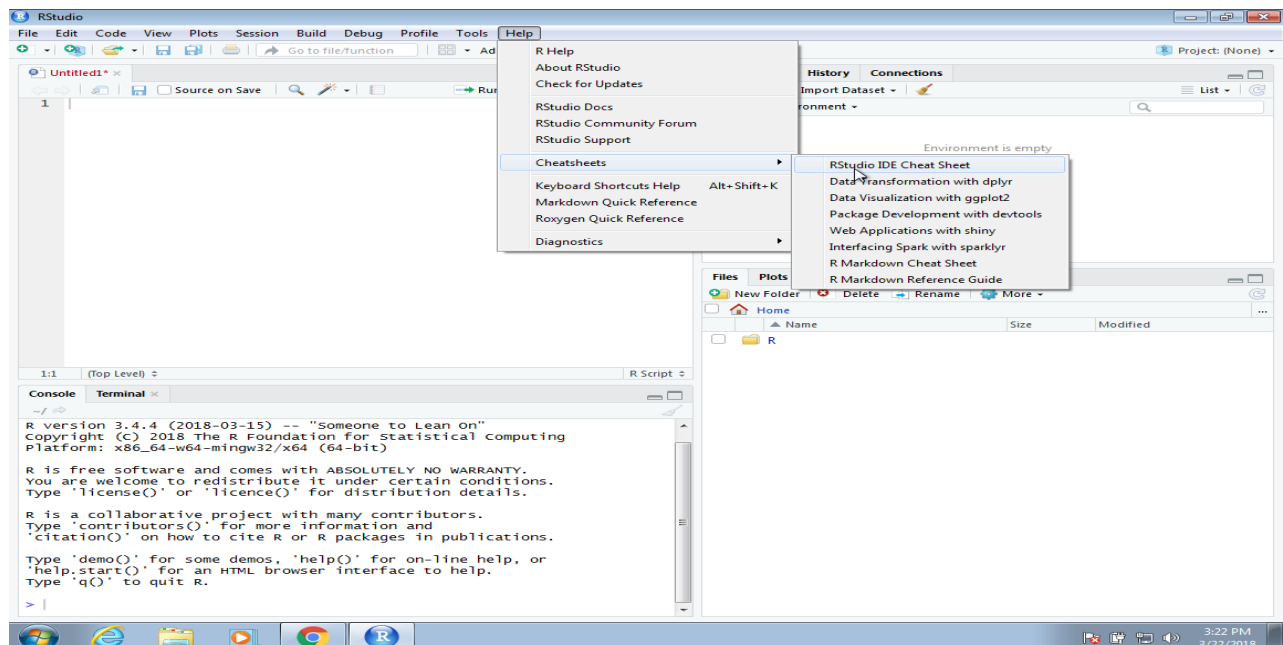 RStudio
File Edit Code View Plots Session Build Debug Profile Tools Help
Go to file/function Ad
Project: (None)
Untitled1*
Source on Save Run
1
1:1 (Top Level) R Script
R Help
About RStudio
Check for Updates
RStudio Docs
RStudio Community Forum
RStudio Support
Cheatsheets
Keyboard Shortcuts Help Alt+Shift+K
Markdown Quick Reference
Roxygen Quick Reference
Diagnostics
RStudio IDE Cheat Sheet
Data Transformation with dplyr
Data Visualization with ggplot2
Package Development with devtools
Web Applications with shiny
Interfacing Spark with sparklyr
R Markdown Cheat Sheet
R Markdown Reference Guide
History Connections
Import Dataset List
ronment
Environment is empty
Files Plots
New Folder Delete Rename More
Home ...
Name Size Modified
R
Console Terminal
~/
R version 3.4.4 (2018-03-15) -- "Someone to Lean On"
Copyright (C) 2018 The R Foundation for Statistical Computing
Platform: x86_64-w64-mingw32/x64 (64-bit)
R is free software and comes with ABSOLUTELY NO WARRANTY.
You are welcome to redistribute it under certain conditions.
Type 'license()' or 'licence()' for distribution details.
R is a collaborative project with many contributors.
Type 'contributors()' for more information and
'citation()' on how to cite R or R packages in publications.
Type 'demo()' for some demos, 'help()' for on-line help, or
'help.start()' for an HTML browser interface to help.
Type 'q()' to quit R.
>
3:22 PM
3/22/2018